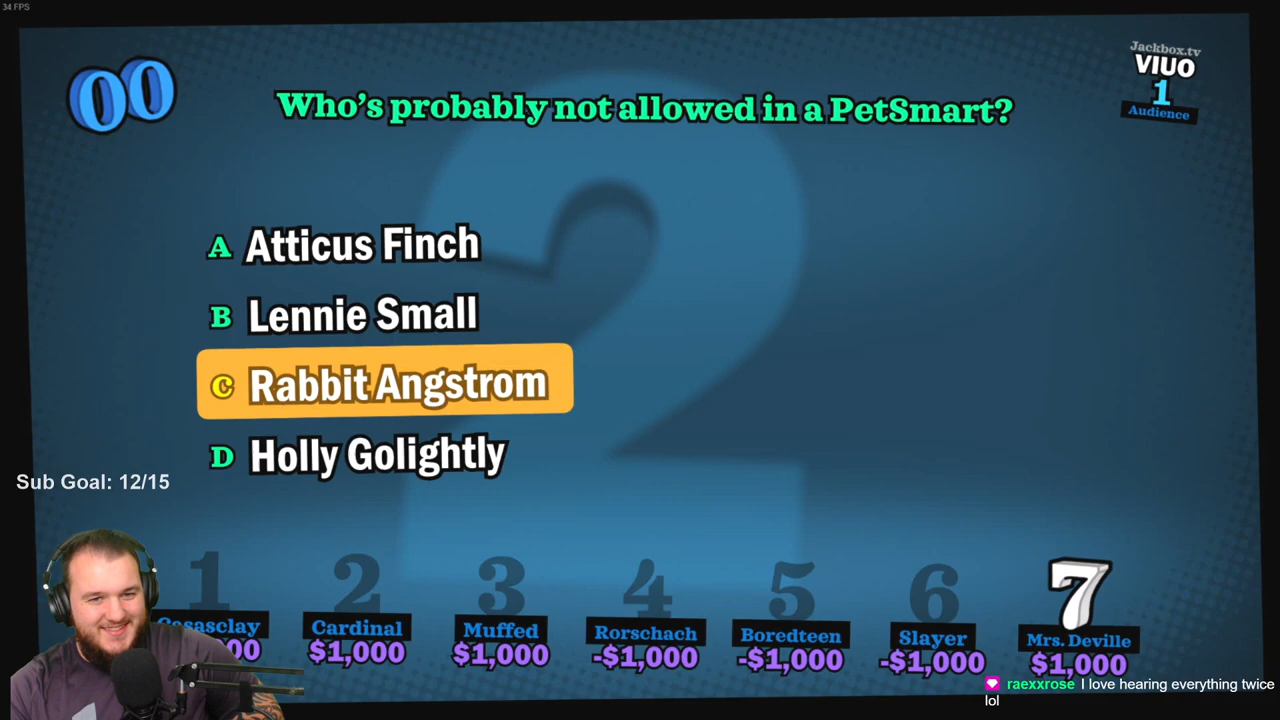 34 FPS
00
Jackbox.tv
VIUO
1
Audience
Who's probably not allowed in a PetSmart?
A Atticus Finch
B Lennie Small
C Rabbit Angstrom
D Holly Golightly
Sub Goal: 12/15
1 2 3 4 5 6 7
Cardinal Muffed Rorschach Boredteen Slayer Mrs. Deville
$1,000 $1,000 -$1,000 -$1,000 -$1,000 $1,000
raexxrose I love hearing everything twice
lol